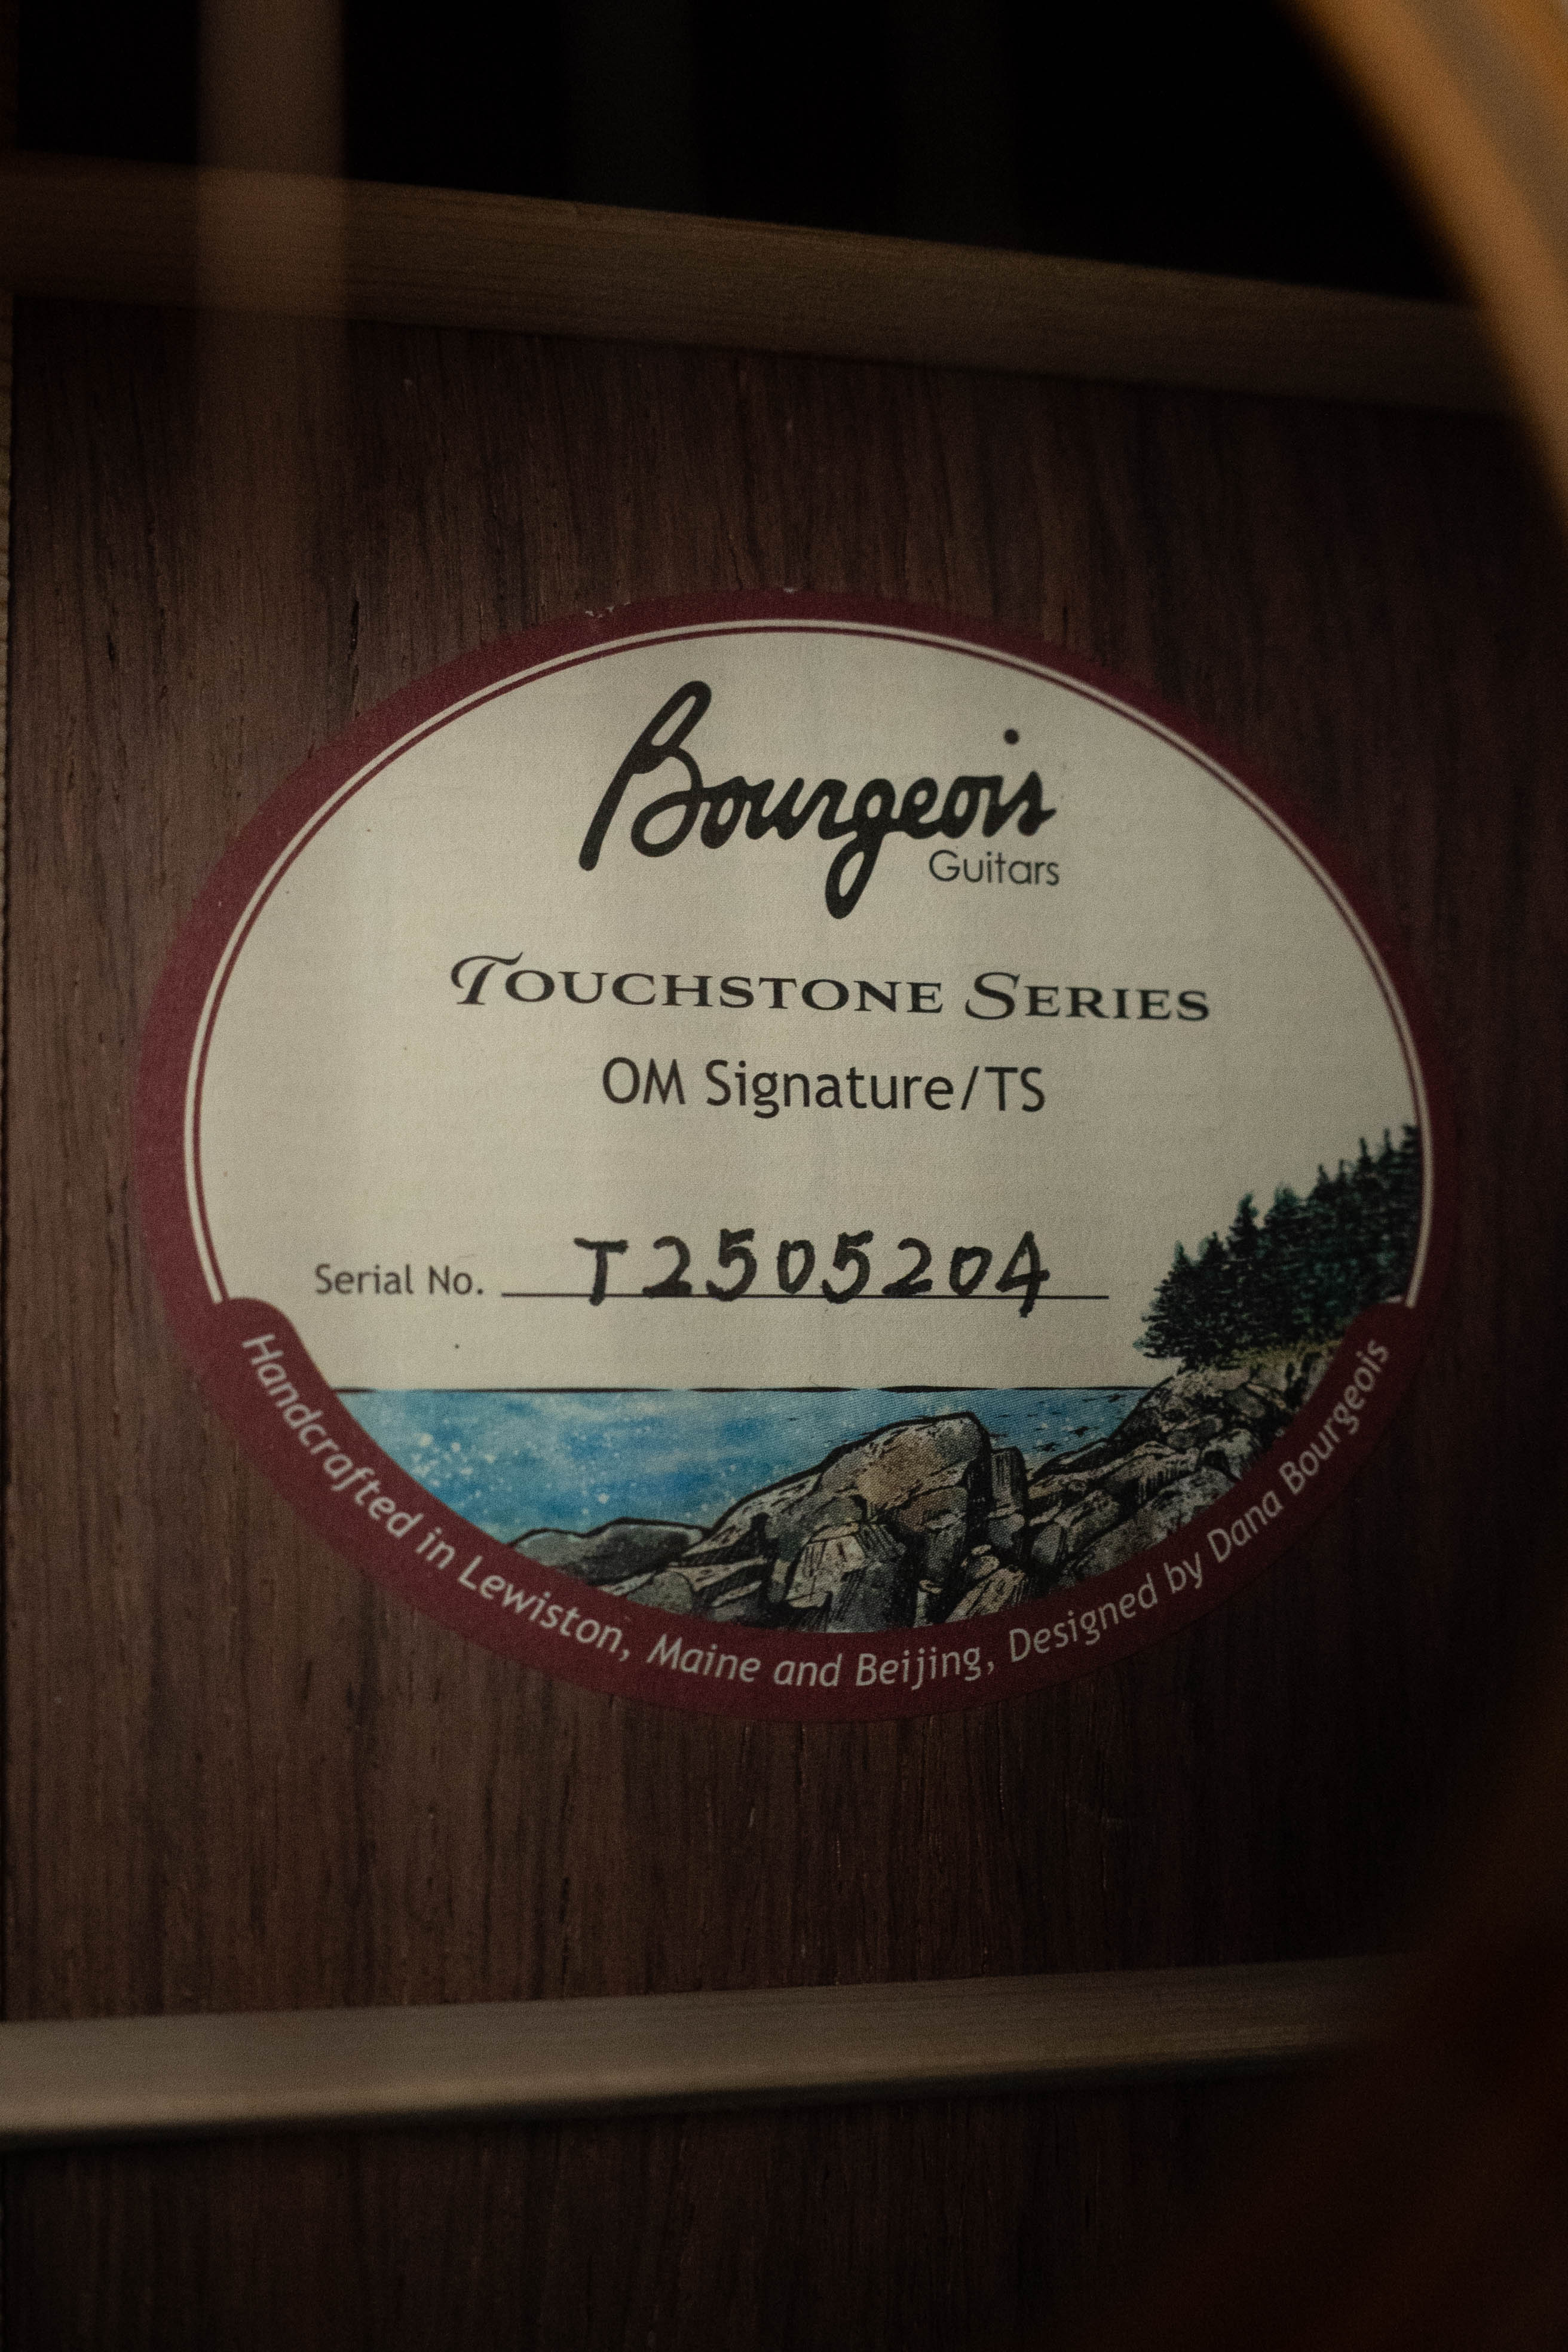 Bourgeois
Guitars
Touchstone Series
OM Signature/TS
Serial No. T2505204
Handcrafted in Lewiston, Maine and Beijing, Designed by Dana Bourgeois